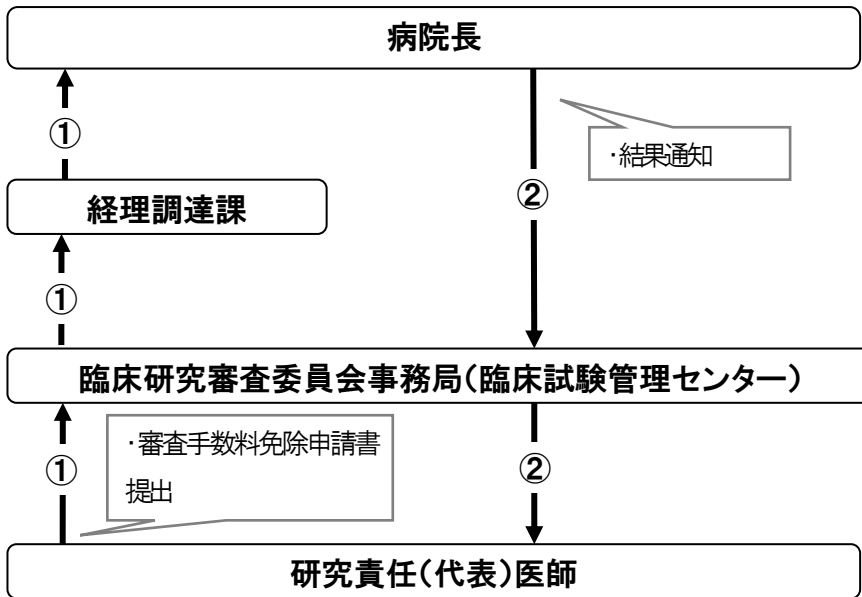 病院長
①
・結果通知
経理調達課
②
①
臨床研究審査委員会事務局(臨床試験管理センター)
・審査手数料免除申請書
提出
①
②
研究責任(代表)医師